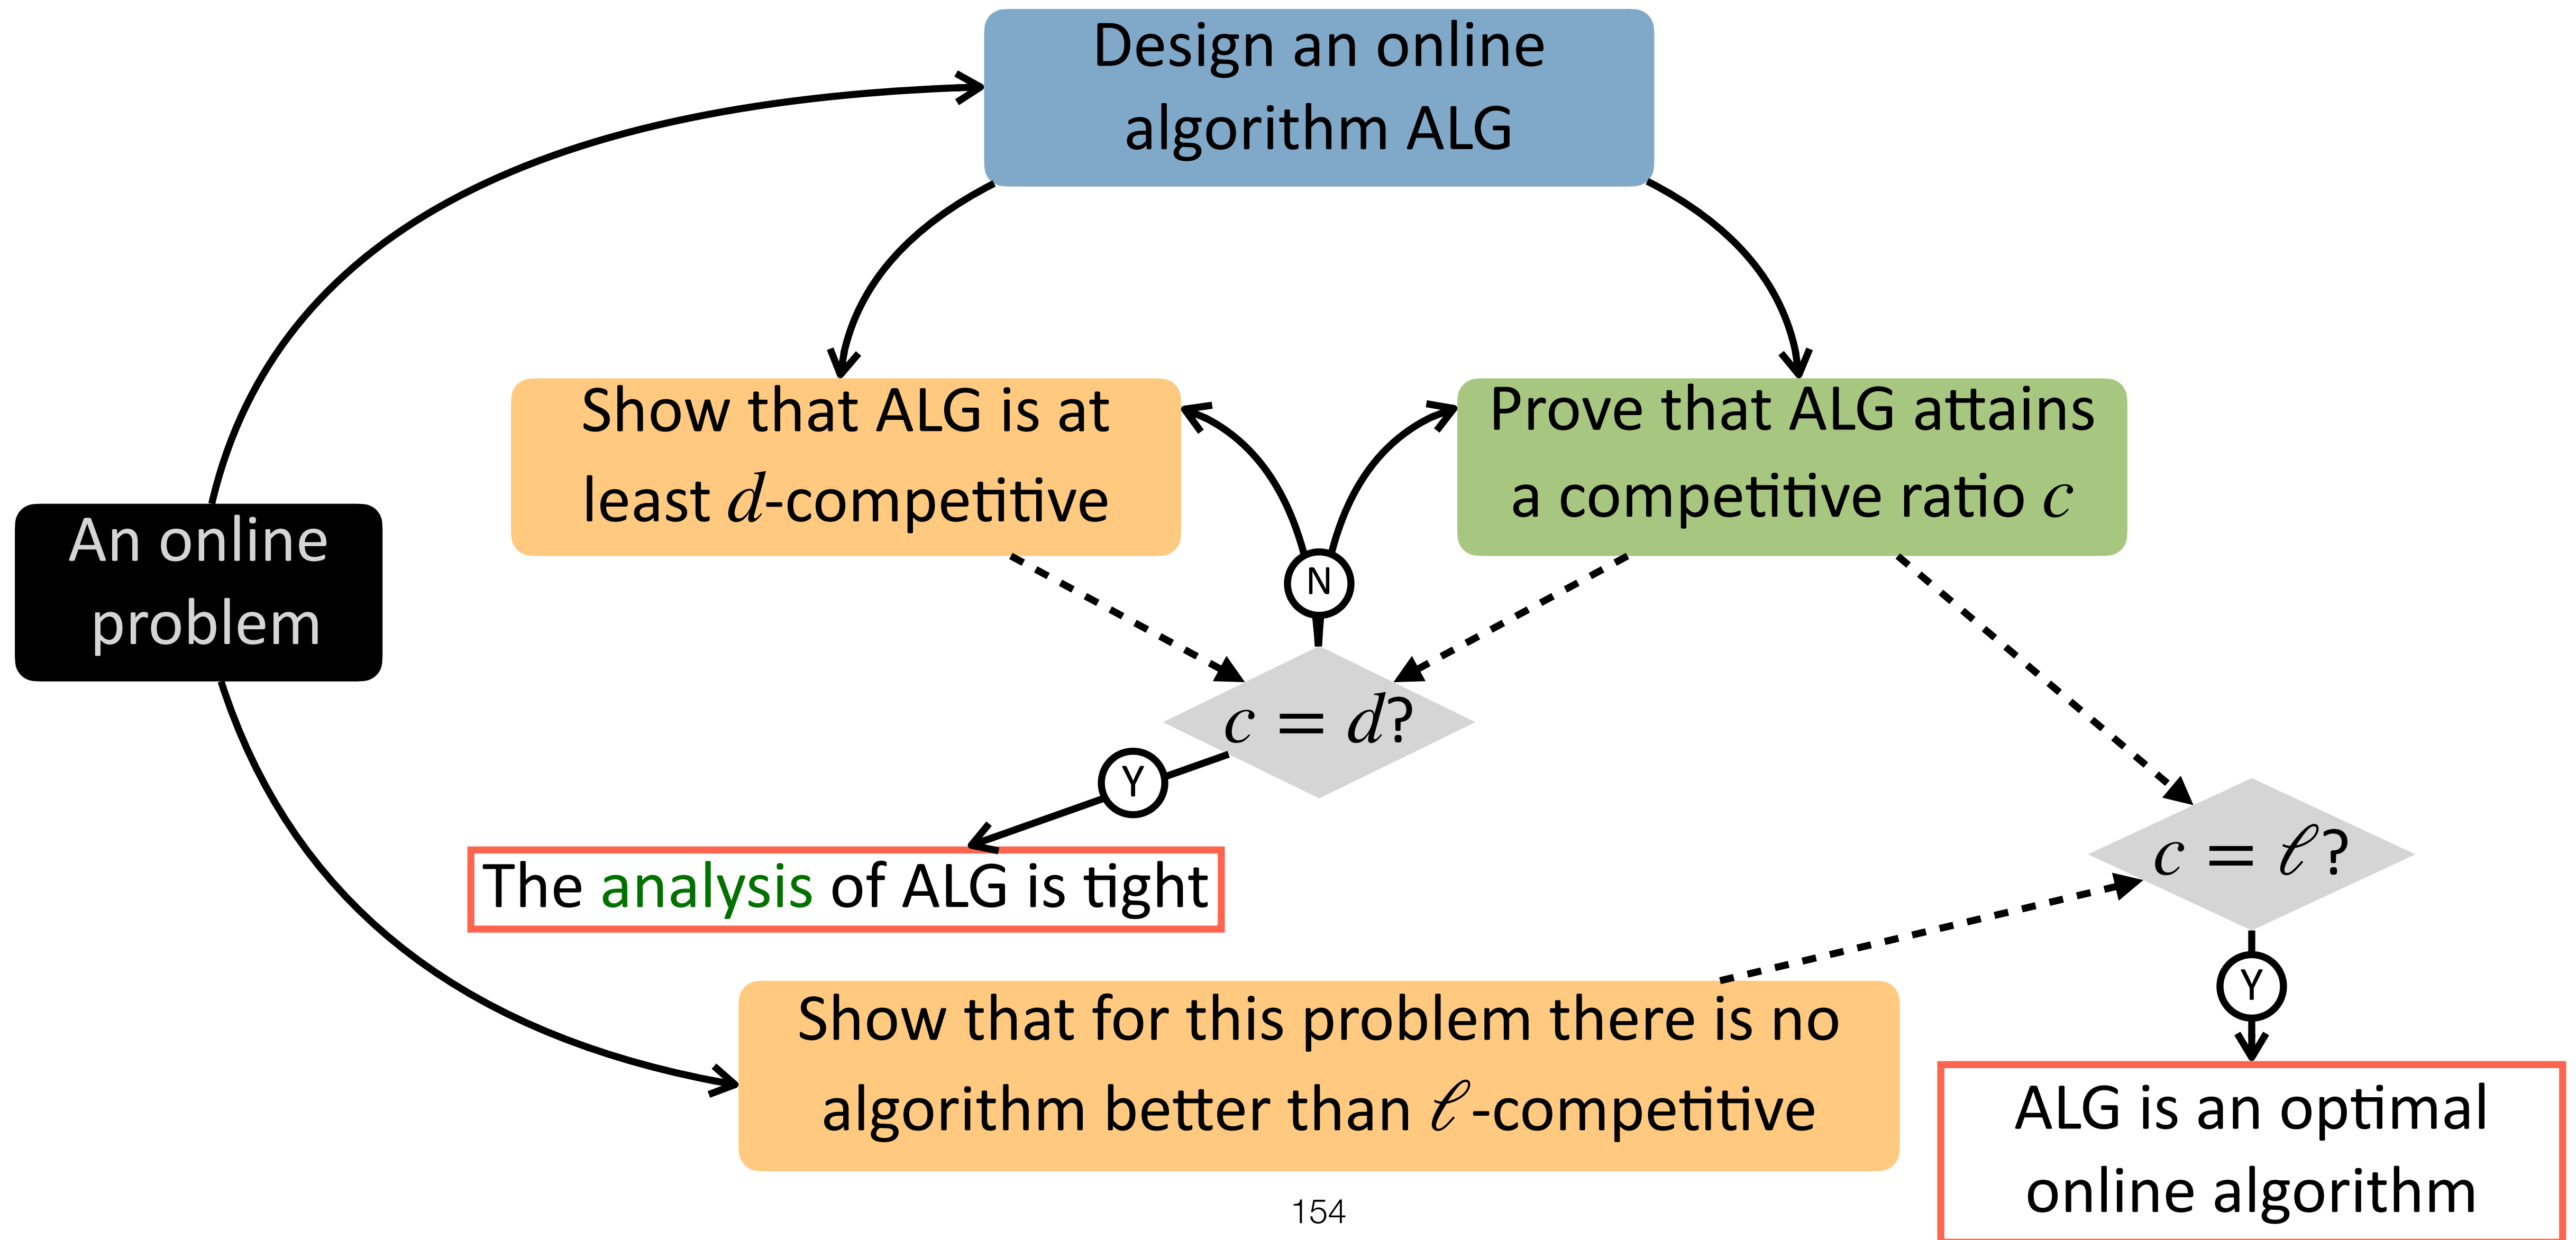 Design an online
algorithm ALG
Show that ALG is at
least d-competitive
Prove that ALG attains
a competitive ratio c
An online
problem
N
c = d?
Y
The analysis of ALG is tight
c = ℓ?
Y
Show that for this problem there is no
algorithm better than ℓ-competitive
ALG is an optimal
online algorithm
154